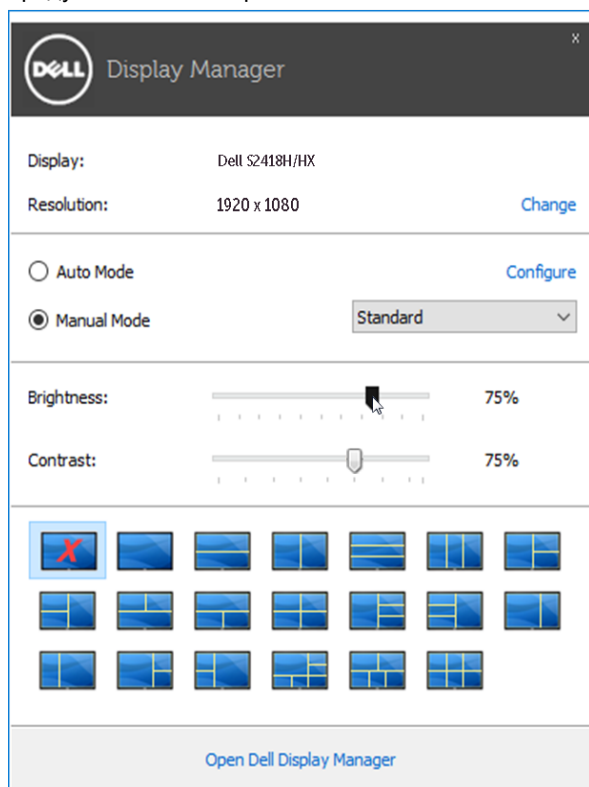 DELL Display Manager x
Display: Dell S2418H/HX
Resolution: 1920 x 1080 Change
Auto Mode Configure
Manual Mode Standard
Brightness: 75%
Contrast: 75%
X
Open Dell Display Manager